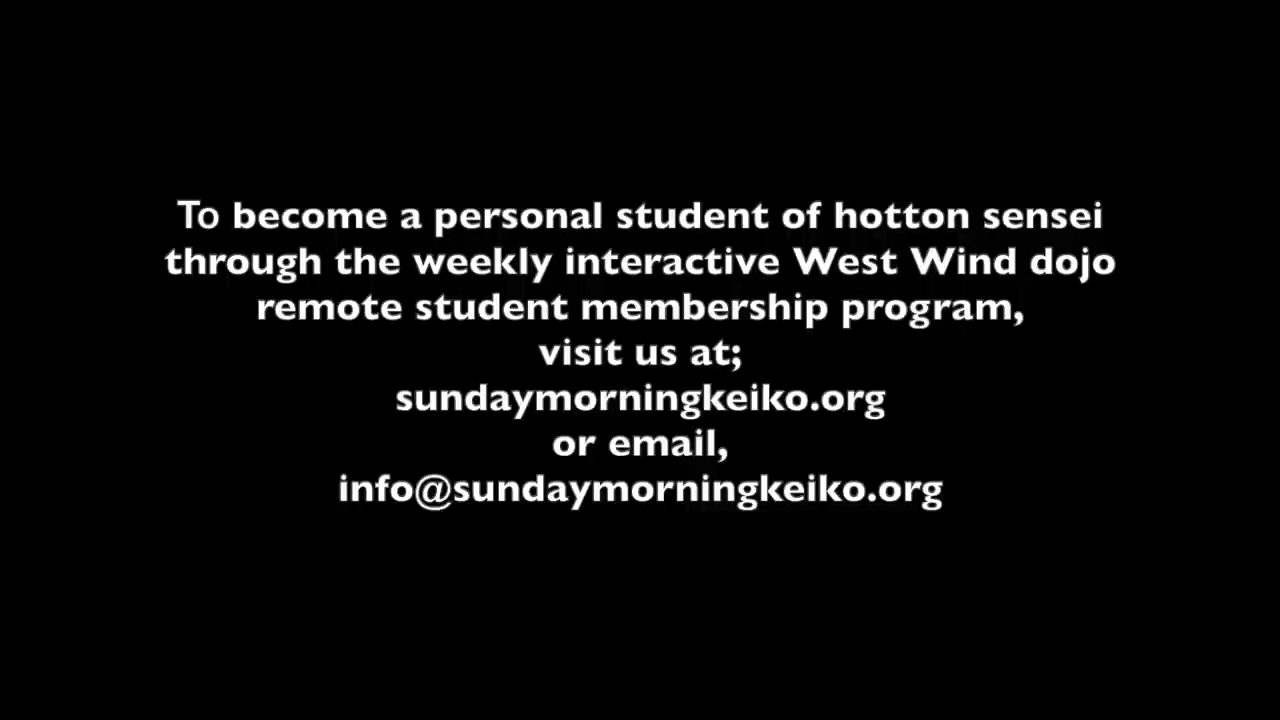 To become a personal student of hotton sensei
through the weekly interactive West Wind dojo
remote student membership program,
visit us at;
sundaymorningkeiko.org
or email,
info@sundaymorningkeiko.org